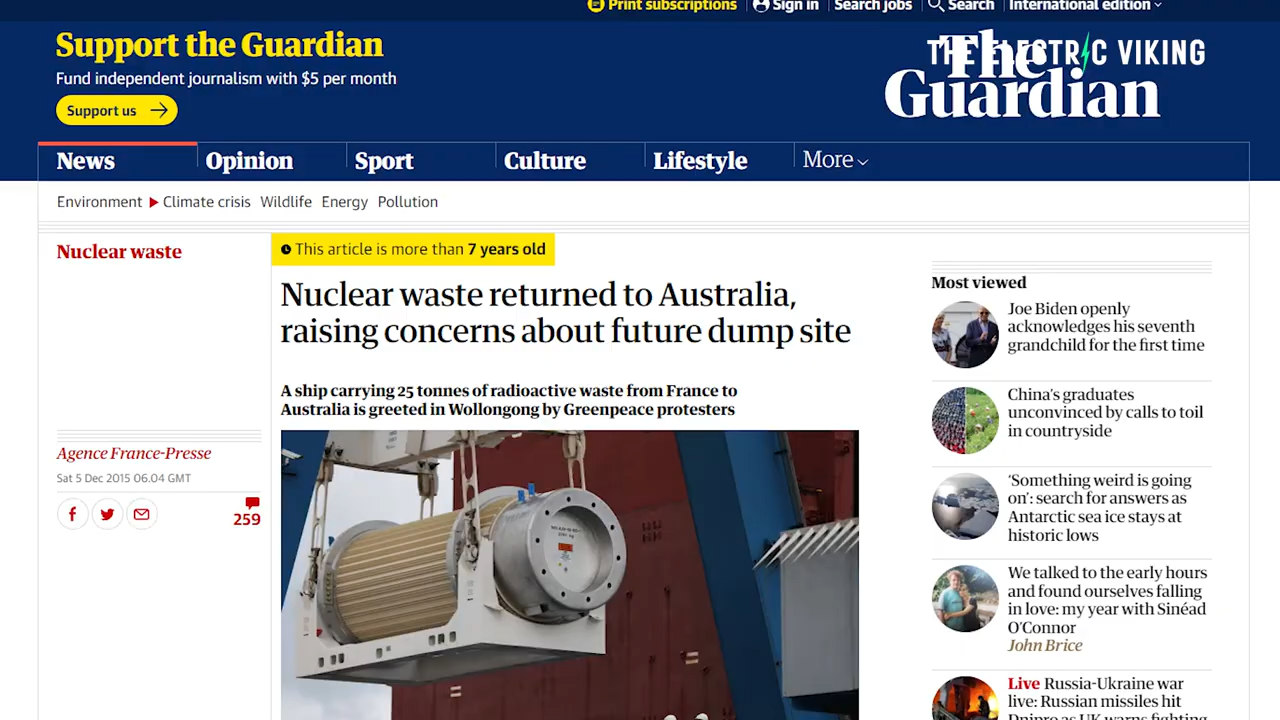 Print subscriptions
Sign in
Search jobs
Search
International edition
Support the Guardian
Fund independent journalism with $5 per month
Support us
THE ELECTRIC VIKING
The
Guardian
News
Opinion
Sport
Culture
Lifestyle
More
Environment
Climate crisis
Wildlife
Energy
Pollution
Nuclear waste
This article is more than 7 years old
Nuclear waste returned to Australia,
raising concerns about future dump site
A ship carrying 25 tonnes of radioactive waste from France to
Australia is greeted in Wollongong by Greenpeace protesters
Agence France-Presse
Sat 5 Dec 2015 06.04 GMT
259
Most viewed
Joe Biden openly
acknowledges his seventh
grandchild for the first time
China's graduates
unconvinced by calls to toil
in countryside
'Something weird is going
on': search for answers as
Antarctic sea ice stays at
historic lows
We talked to the early hours
and found ourselves falling
in love: my year with Sinéad
O'Connor
John Brice
Live Russia-Ukraine war
live: Russian missiles hit
Dnipro as UK warns fighting